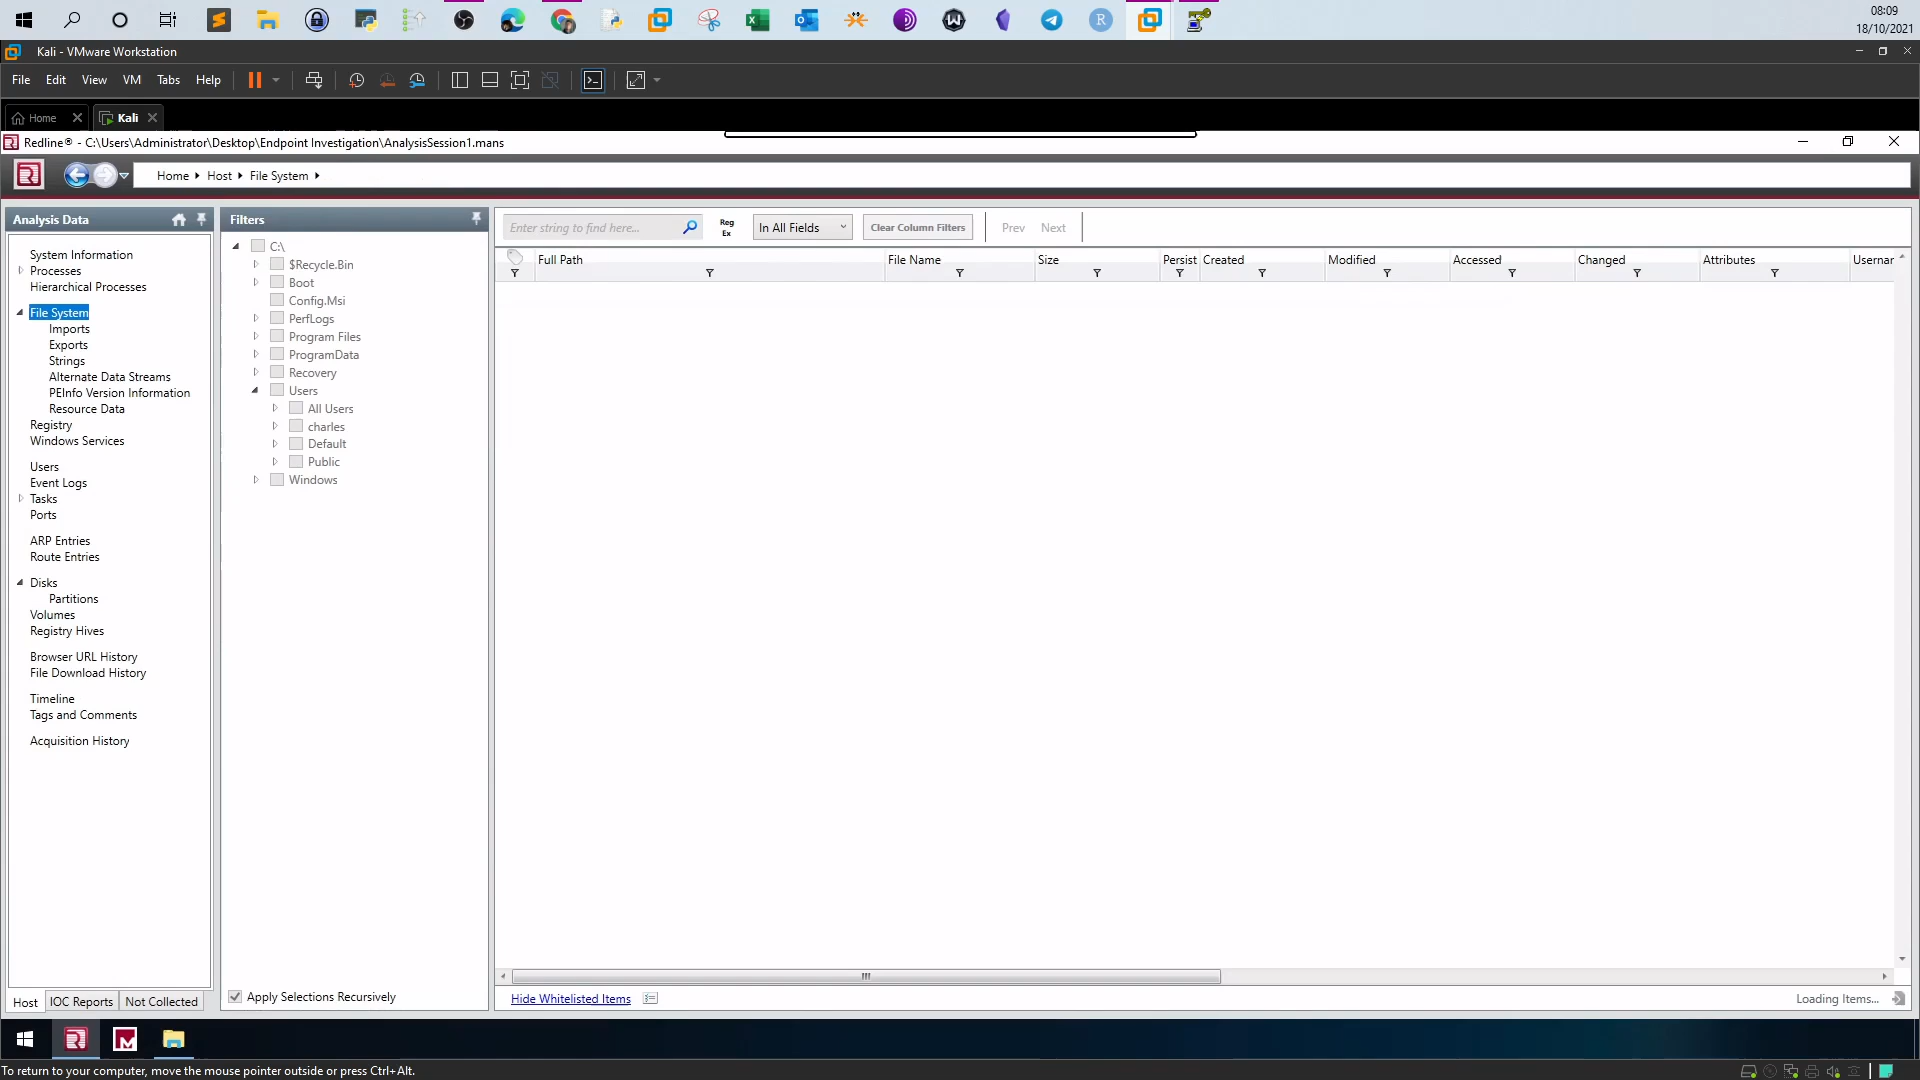 08:09
18/10/2021
Kali - VMware Workstation
File Edit View VM Tabs Help
Home Kali
Redline® - C:\Users\Administrator\Desktop\Endpoint Investigation\AnalysisSession1.mans
Home Host File System
Analysis Data
System Information
Processes
Hierarchical Processes
File System
Imports
Exports
Strings
Alternate Data Streams
PEInfo Version Information
Resource Data
Registry
Windows Services
Users
Event Logs
Tasks
Ports
ARP Entries
Route Entries
Disks
Partitions
Volumes
Registry Hives
Browser URL History
File Download History
Timeline
Tags and Comments
Acquisition History
Host IOC Reports Not Collected
Filters
C:\
$Recycle.Bin
Boot
Config.Msi
PerfLogs
Program Files
ProgramData
Recovery
Users
All Users
charles
Default
Public
Windows
Apply Selections Recursively
Enter string to find here...
Reg
Ex
In All Fields
Clear Column Filters
Prev Next
Full Path File Name Size Persist Created Modified Accessed Changed Attributes Usernar
Hide Whitelisted Items
Loading Items...
To return to your computer, move the mouse pointer outside or press Ctrl+Alt.